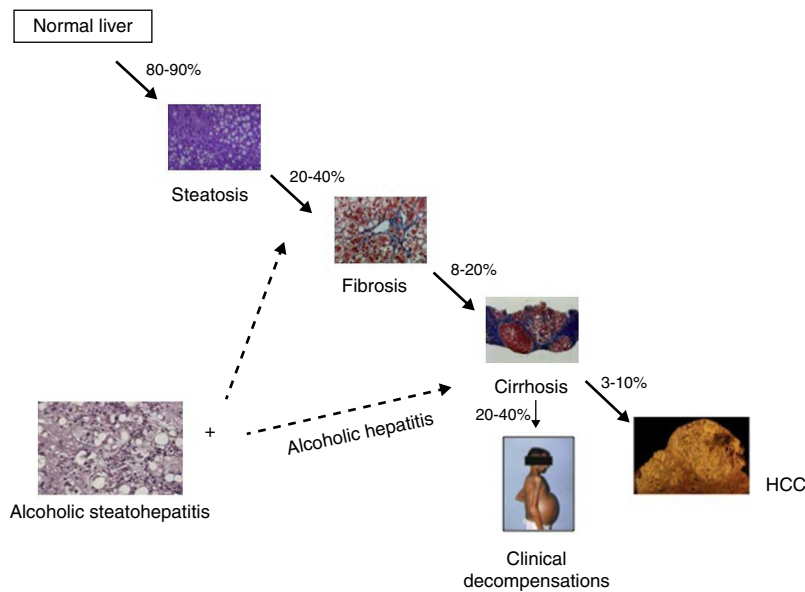 Normal liver
80-90%
Steatosis
20-40%
Fibrosis
8-20%
Cirrhosis
3-10%
20-40%
+
Alcoholic hepatitis
Alcoholic steatohepatitis
HCC
Clinical
decompensations